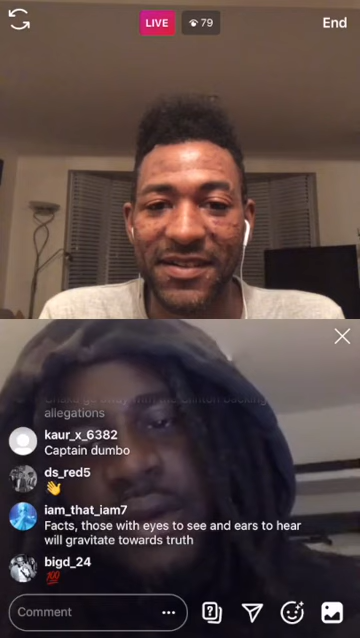 LIVE
79
End
allegations
kaur_x_6382
Captain dumbo
ds_red5
👋
iam_that_iam7
Facts, those with eyes to see and ears to hear
will gravitate towards truth
bigd_24
💯
Comment